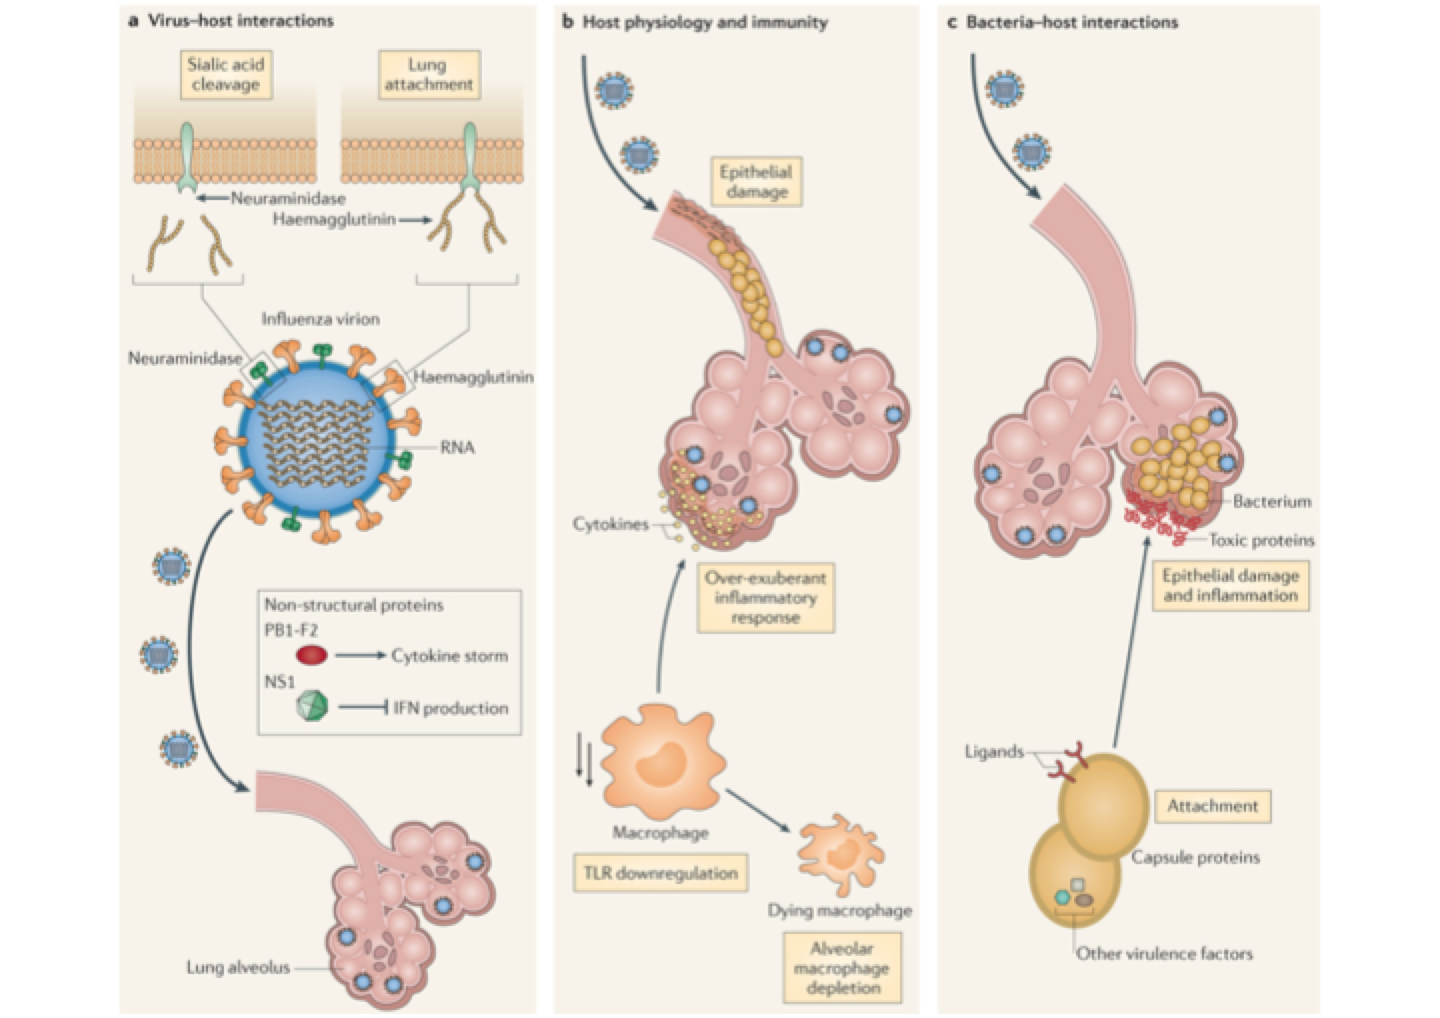 a Virus–host interactions
Sialic acid
cleavage
Lung
attachment
Neuraminidase
Haemagglutinin
Influenza virion
Neuraminidase
Haemagglutinin
RNA
Non-structural proteins
PB1-F2
Cytokine storm
NS1
IFN production
Lung alveolus
b Host physiology and immunity
Epithelial
damage
Cytokines
Over-exuberant
inflammatory
response
Macrophage
TLR downregulation
Dying macrophage
Alveolar
macrophage
depletion
c Bacteria–host interactions
Bacterium
Toxic proteins
Epithelial damage
and inflammation
Ligands
Attachment
Capsule proteins
Other virulence factors